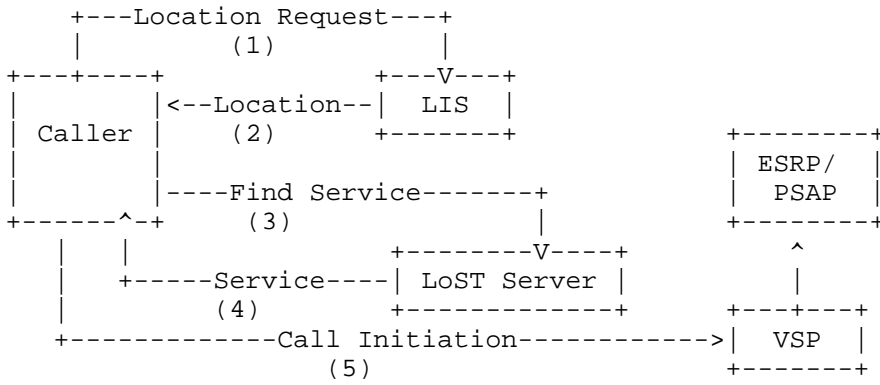 Location Request
(1)
<--Location--
LIS
Caller
(2)
ESRP/
----Find Service-------
PSAP
(3)
-----Service----
LoST Server
(4)
-------------Call Initiation------------>
VSP
(5)